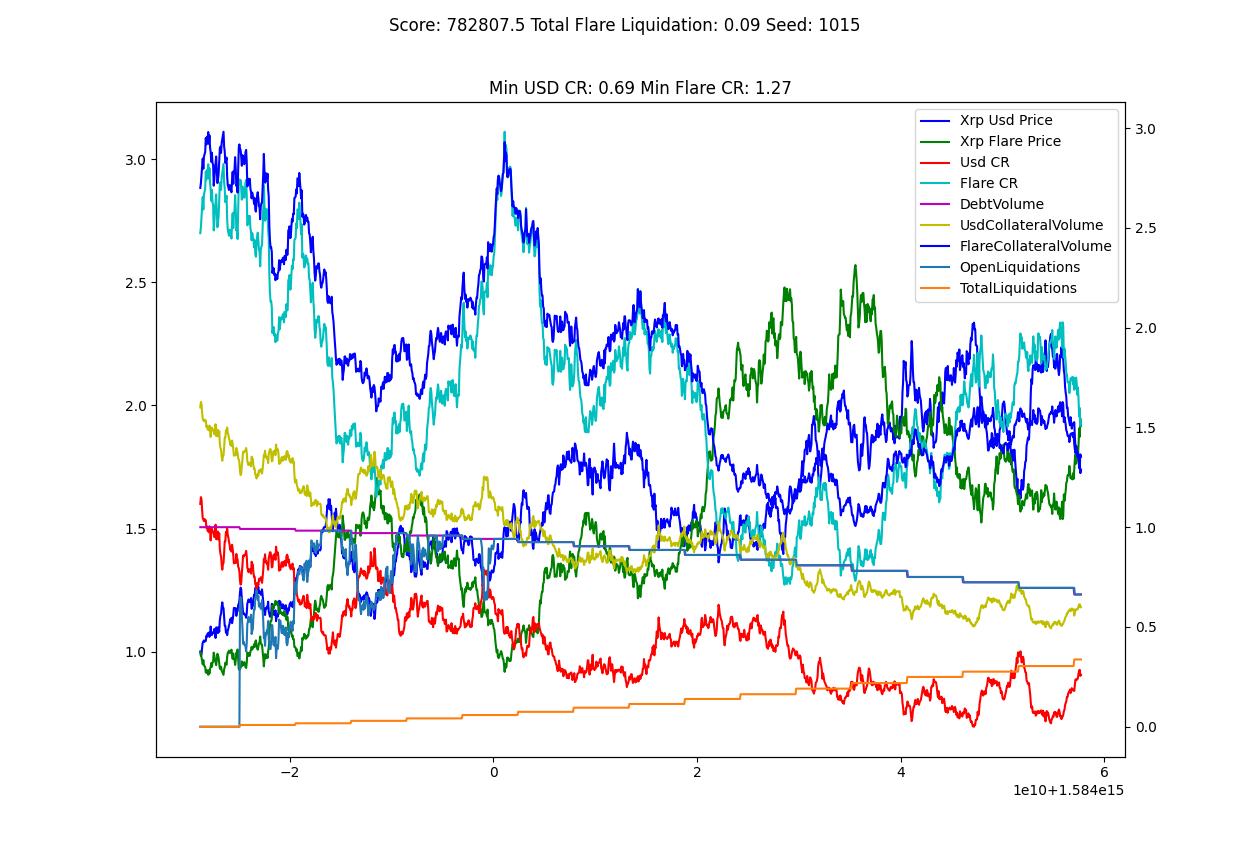 Score: 782807.5 Total Flare Liquidation: 0.09 Seed: 1015
Min USD CR: 0.69 Min Flare CR: 1.27
Xrp Usd Price
Xrp Flare Price
Usd CR
Flare CR
DebtVolume
UsdCollateralVolume
FlareCollateralVolume
OpenLiquidations
TotalLiquidations
3.0
2.5
2.0
1.5
1.0
3.0
2.5
2.0
1.5
1.0
0.5
0.0
−2 0 2 4 6
1e10+1.584e15